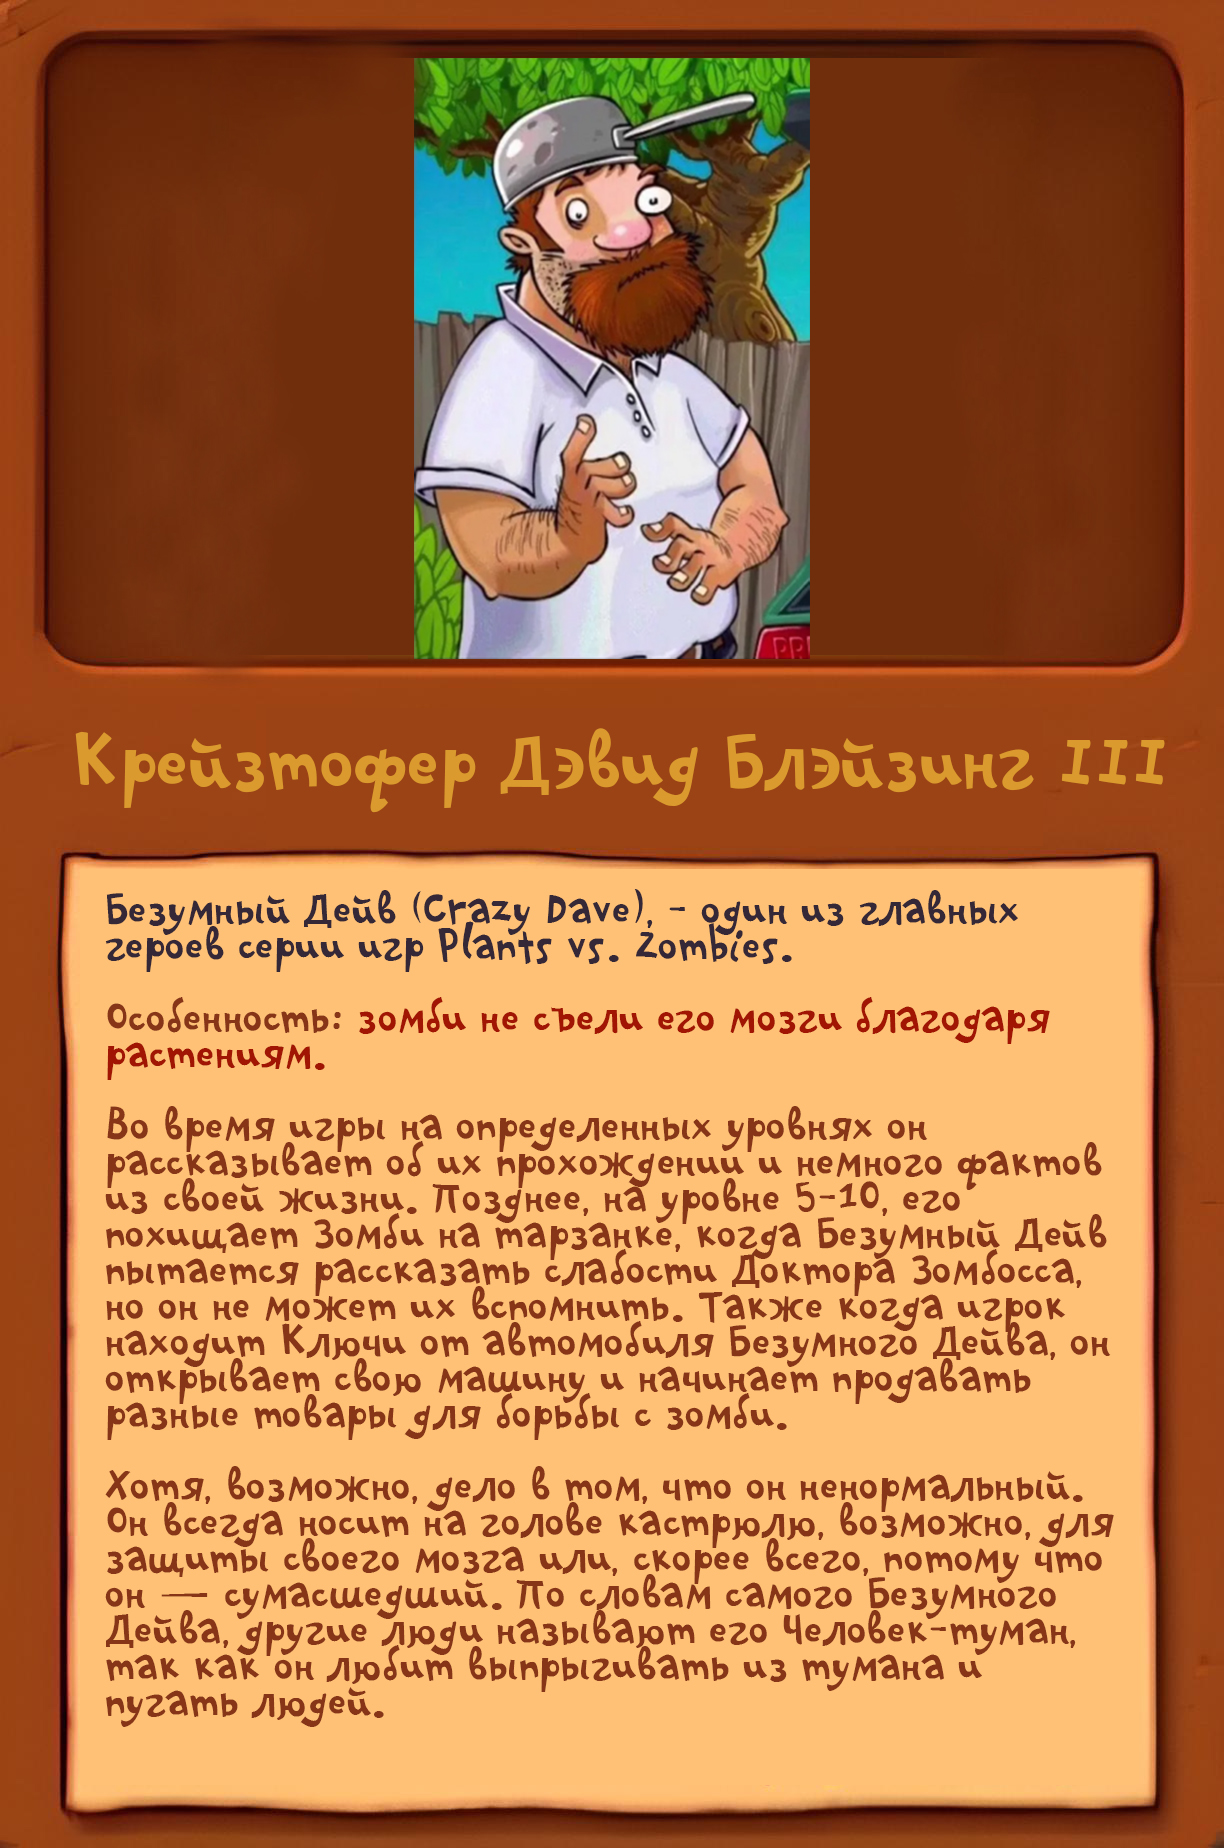 Крейзтофер Дэвид Блэйзинг III
Безумный Дейв (Crazy Dave), - один из главных
героев серии игр Plants vs. Zombies.
Особенность: зомби не съели его мозги благодаря
растениям.
Во время игры на определенных уровнях он
рассказывает об их прохождении и немного фактов
из своей жизни. Позднее, на уровне 5-10, его
похищает Зомби на тарзанке, когда Безумный Дейв
пытается рассказать слабости Доктора Зомбосса,
но он не может их вспомнить. Также когда игрок
находит Ключи от автомобиля Безумного Дейва, он
открывает свою машину и начинает продавать
разные товары для борьбы с зомби.
Хотя, возможно, дело в том, что он ненормальный.
Он всегда носит на голове кастрюлю, возможно, для
защиты своего мозга или, скорее всего, потому что
он — сумасшедший. По словам самого Безумного
Дейва, другие люди называют его Человек-туман,
так как он любит выпрыгивать из тумана и
пугать людей.